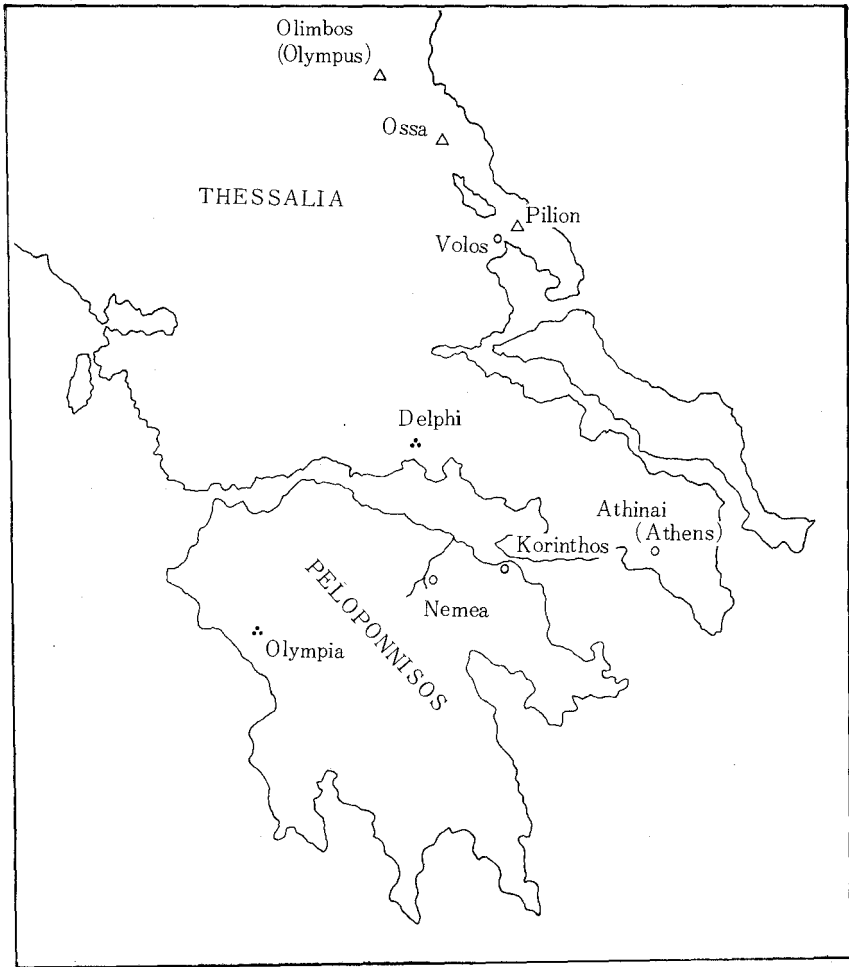 Olimbos
(Olympus)
Ossa
THESSALIA
Pilion
Volos
Delphi
Athinai
(Athens)
Korinthos
Nemea
PELOPONNISOS
Olympia